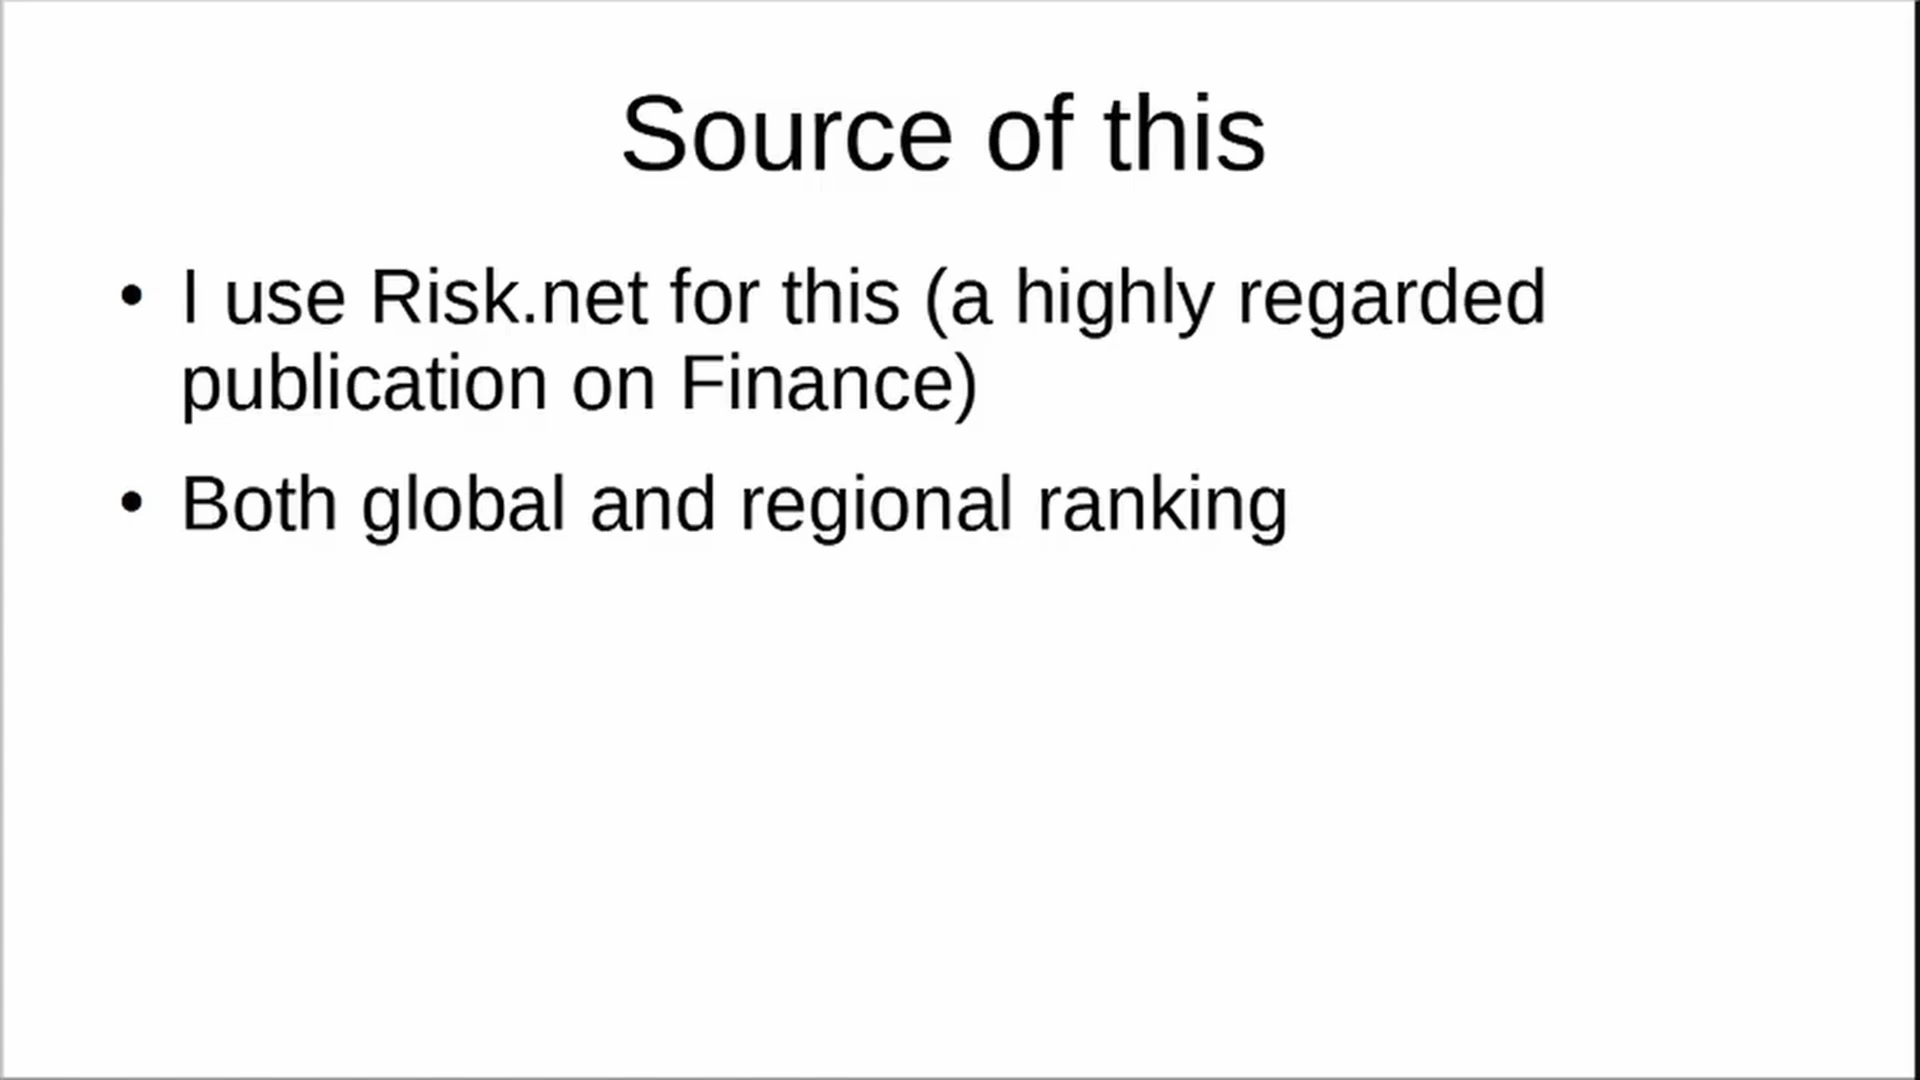 Source of this
• I use Risk.net for this (a highly regarded
publication on Finance)
• Both global and regional ranking